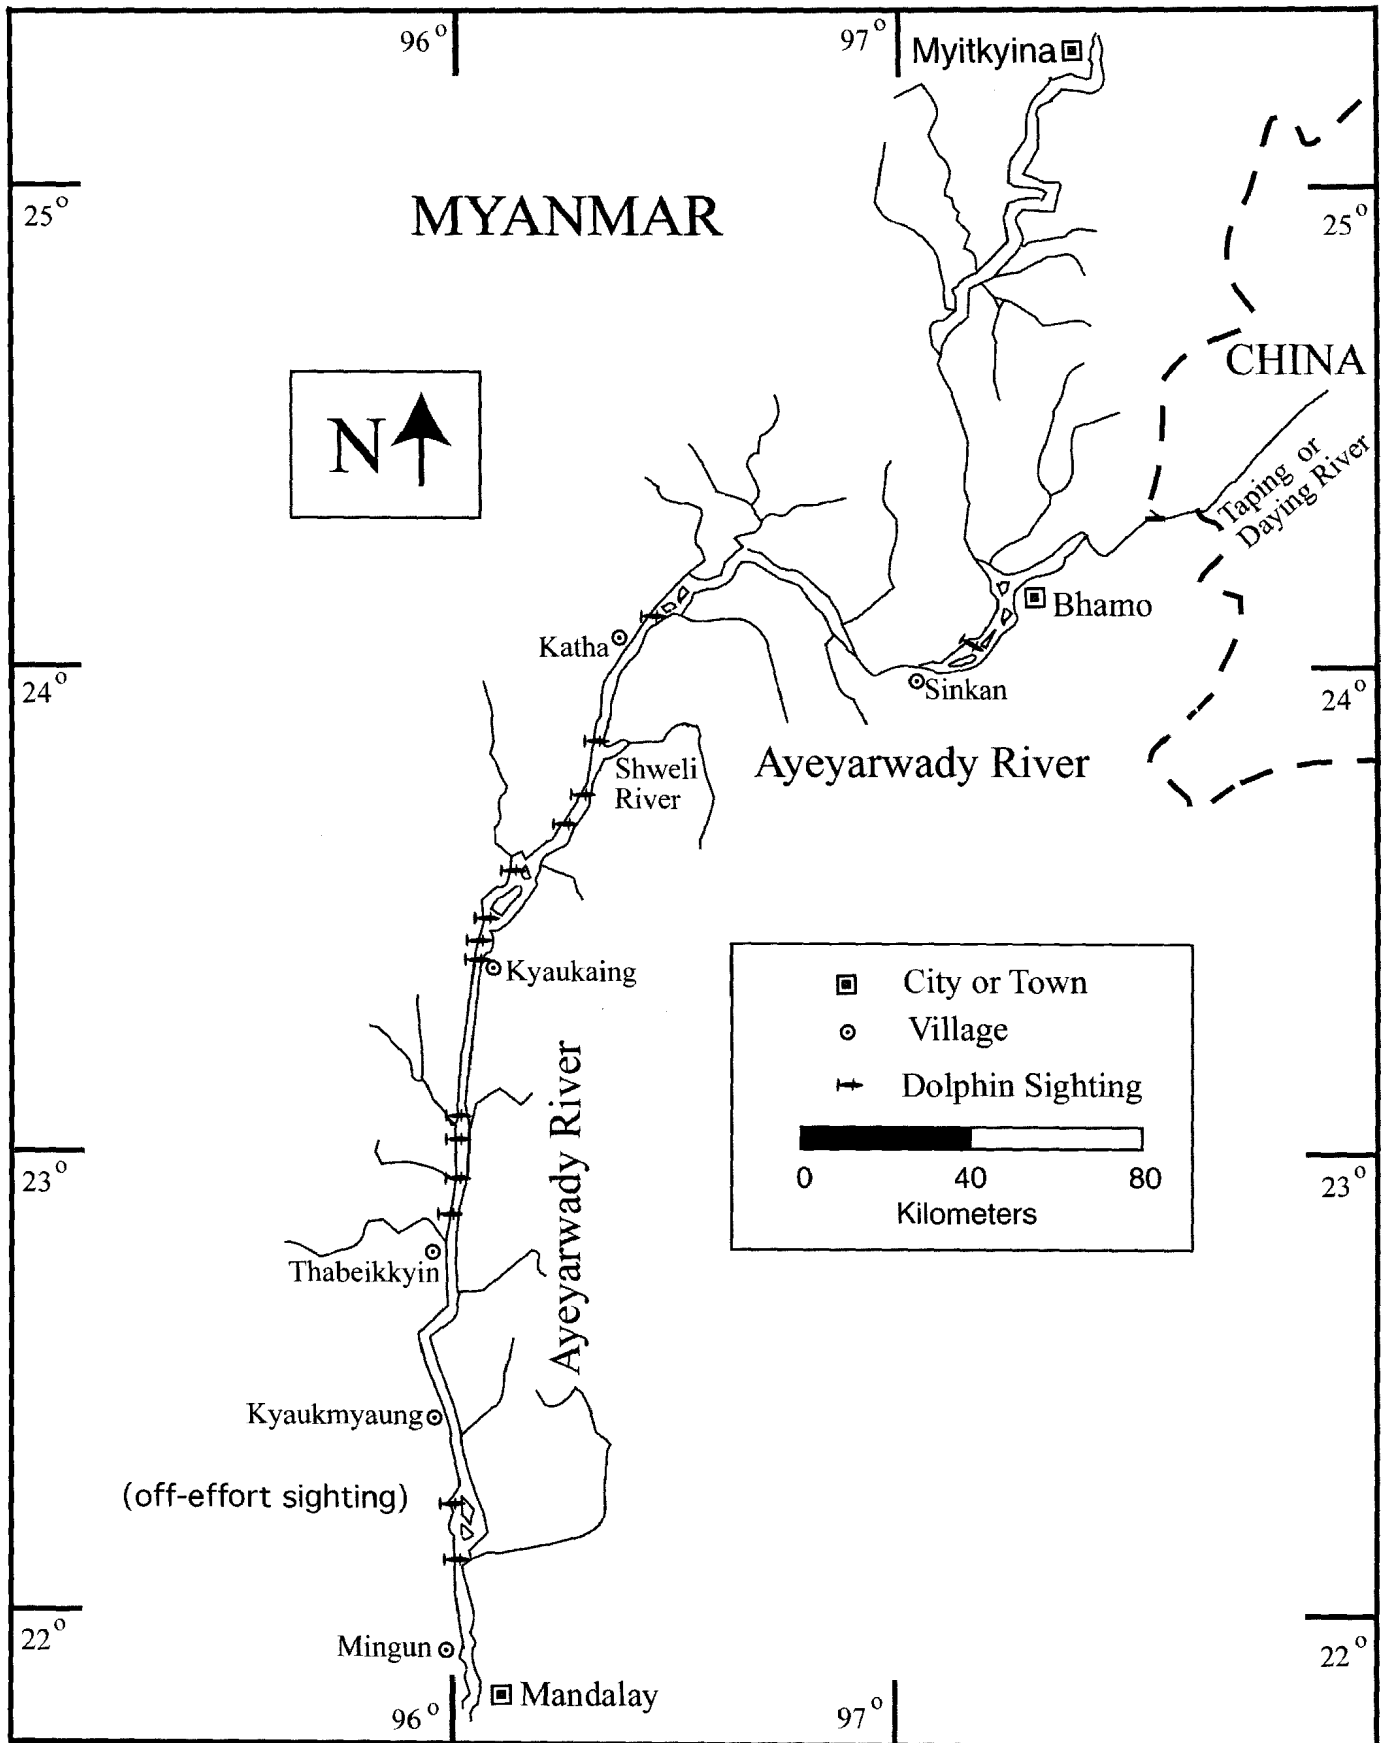 96°
97°
Myitkyina
25°
MYANMAR
25°
CHINA
N
Taping or
Daying River
Bhamo
Katha
24°
Sinkan
24°
Ayeyarwady River
Shweli
River
Kyaukaing
City or Town
Village
Dolphin Sighting
0 40 80
Kilometers
Ayeyarwady River
23°
23°
Thabeikkyin
Kyaukmyaung
(off-effort sighting)
22°
22°
Mingun
Mandalay
96°
97°